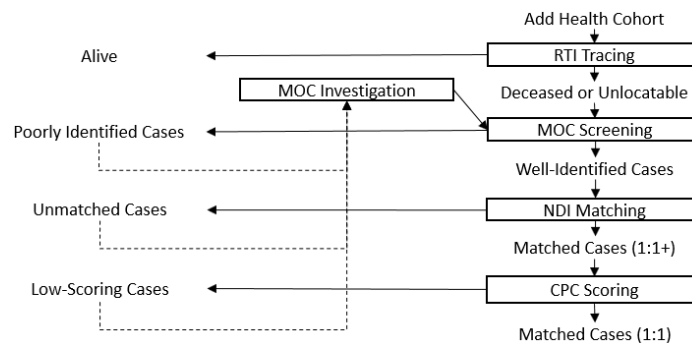 Add Health Cohort
Alive
RTI Tracing
MOC Investigation
Deceased or Unlocatable
Poorly Identified Cases
MOC Screening
Well-Identified Cases
Unmatched Cases
NDI Matching
Matched Cases (1:1+)
Low-Scoring Cases
CPC Scoring
Matched Cases (1:1)